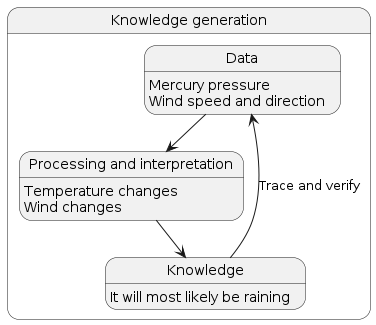 Knowledge generation
Data
Mercury pressure
Wind speed and direction
Processing and interpretation
Temperature changes
Wind changes
Trace and verify
Knowledge
It will most likely be raining